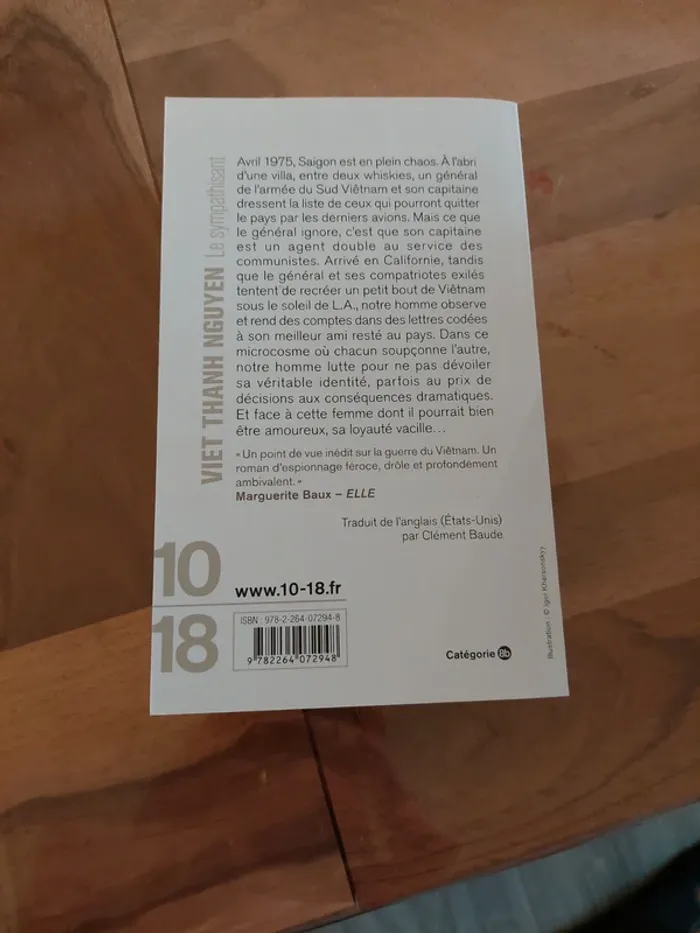 VIET THANH NGUYEN Le sympathisant
Avril 1975, Saigon est en plein chaos. À l'abri
d'une villa, entre deux whiskies, un général
de l'armée du Sud Viêtnam et son capitaine
dressent la liste de ceux qui pourront quitter
le pays par les derniers avions. Mais ce que
le général ignore, c'est que son capitaine
est un agent double au service des
communistes. Arrivé en Californie, tandis
que le général et ses compatriotes exilés
tentent de recréer un petit bout de Viêtnam
sous le soleil de L.A., notre homme observe
et rend des comptes dans des lettres codées
à son meilleur ami resté au pays. Dans ce
microcosme où chacun soupçonne l'autre,
notre homme lutte pour ne pas dévoiler
sa véritable identité, parfois au prix de
décisions aux conséquences dramatiques.
Et face à cette femme dont il pourrait bien
être amoureux, sa loyauté vacille...
« Un point de vue inédit sur la guerre du Viêtnam. Un
roman d'espionnage féroce, drôle et profondément
ambivalent. »
Marguerite Baux – ELLE
Traduit de l'anglais (États-Unis)
par Clément Baude
10
18
www.10-18.fr
ISBN : 978-2-264-07294-8
9 782264 072948
Catégorie 8b
Illustration : © Igor Khersonskyy